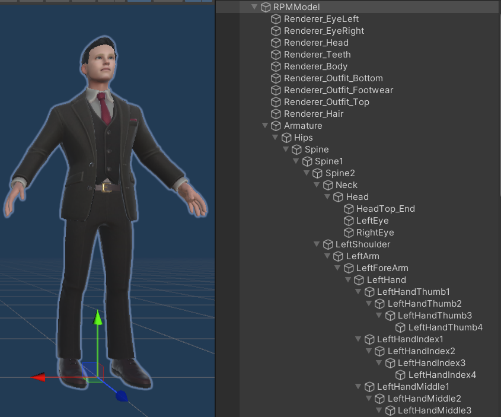 RPMModel
Renderer_EyeLeft
Renderer_EyeRight
Renderer_Head
Renderer_Teeth
Renderer_Body
Renderer_Outfit_Bottom
Renderer_Outfit_Footwear
Renderer_Outfit_Top
Renderer_Hair
Armature
Hips
Spine
Spine1
Spine2
Neck
Head
HeadTop_End
LeftEye
RightEye
LeftShoulder
LeftArm
LeftForeArm
LeftHand
LeftHandThumb1
LeftHandThumb2
LeftHandThumb3
LeftHandThumb4
LeftHandIndex1
LeftHandIndex2
LeftHandIndex3
LeftHandIndex4
LeftHandMiddle1
LeftHandMiddle2
LeftHandMiddle3